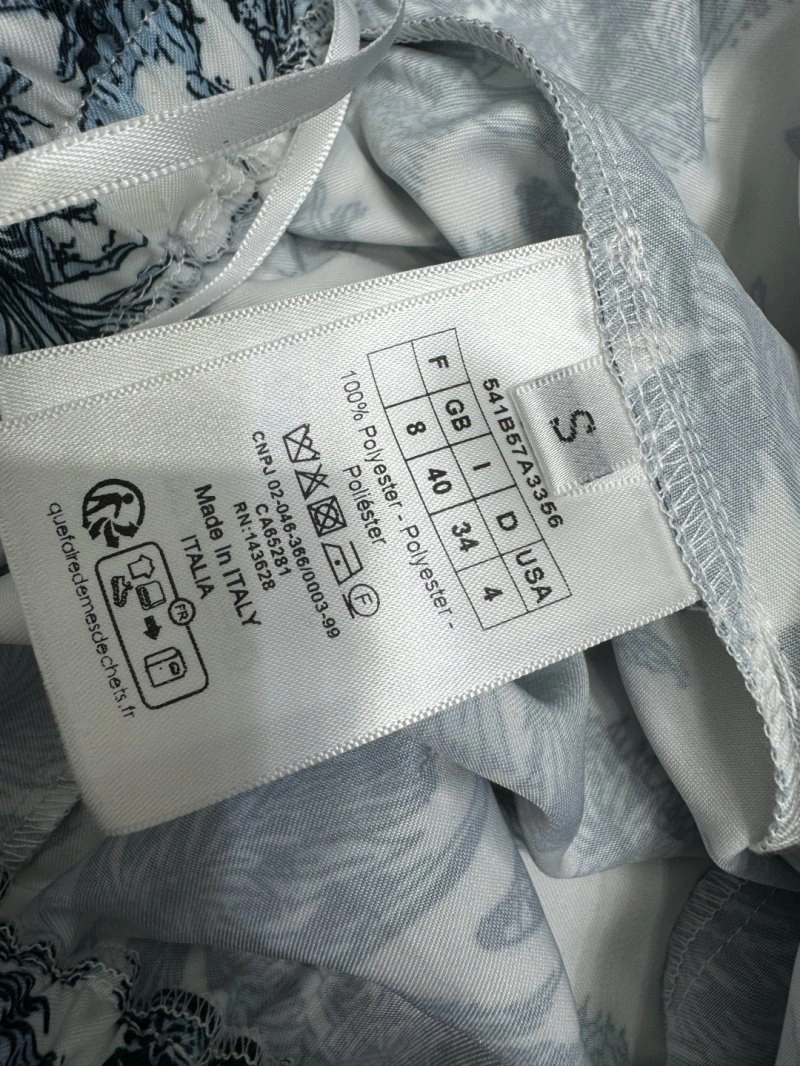 S
541B57A3356
F GB I D USA
8 40 34 4
100% Polyester - Polyester -
Poliéster
F
CNPJ 02-046-366/0003-99
CA65281
RN:143628
Made in ITALY
ITALIA
FR
quefairedemesdechets.fr